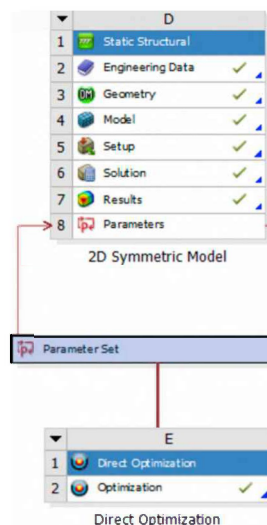 D
1 Static Structural
2 Engineering Data
3 DM Geometry
4 Model
5 Setup
6 Solution
7 Results
8 Parameters
2D Symmetric Model
Parameter Set
E
1 Direct Optimization
2 Optimization
Direct Optimization